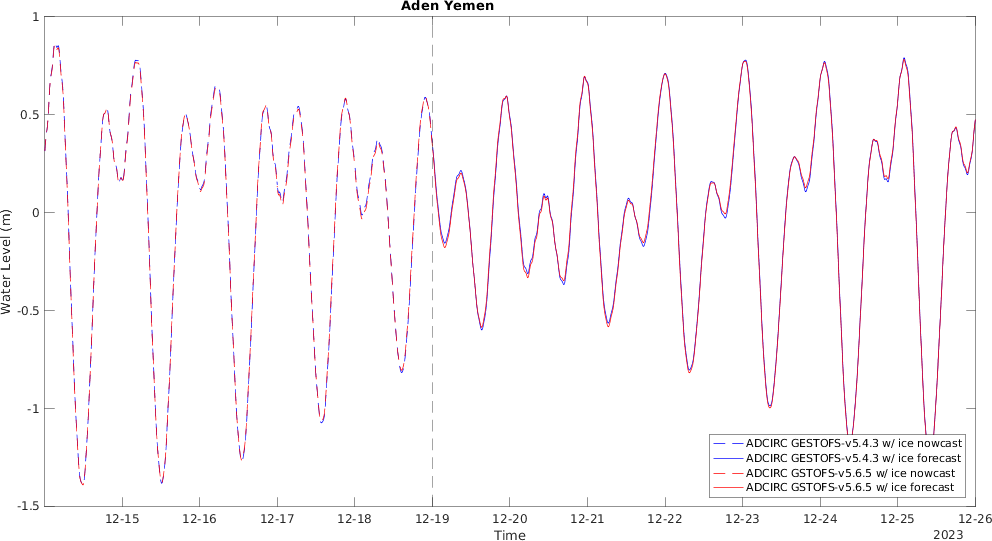 Aden Yemen
1
0.5
0
-0.5
-1
-1.5
Water Level (m)
ADCIRC GESTOFS-v5.4.3 w/ ice nowcast
ADCIRC GESTOFS-v5.4.3 w/ ice forecast
ADCIRC GSTOFS-v5.6.5 w/ ice nowcast
ADCIRC GSTOFS-v5.6.5 w/ ice forecast
12-15 12-16 12-17 12-18 12-19 12-20 12-21 12-22 12-23 12-24 12-25 12-26
Time
2023